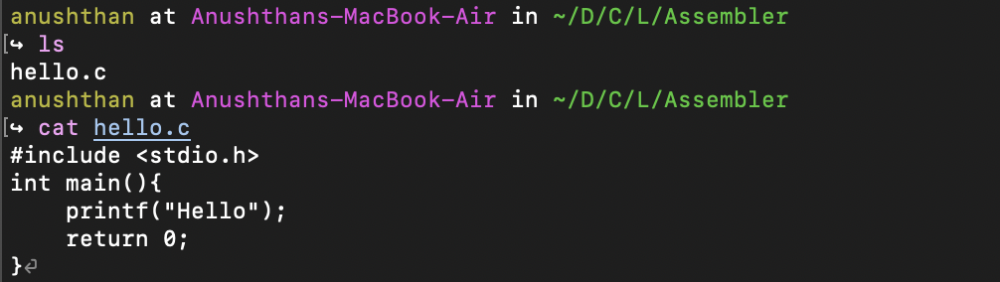 anushthan at Anushthans-MacBook-Air in ~/D/C/L/Assembler
[↪ ls
hello.c
anushthan at Anushthans-MacBook-Air in ~/D/C/L/Assembler
[↪ cat hello.c
#include <stdio.h>
int main(){
    printf("Hello");
    return 0;
}⏎